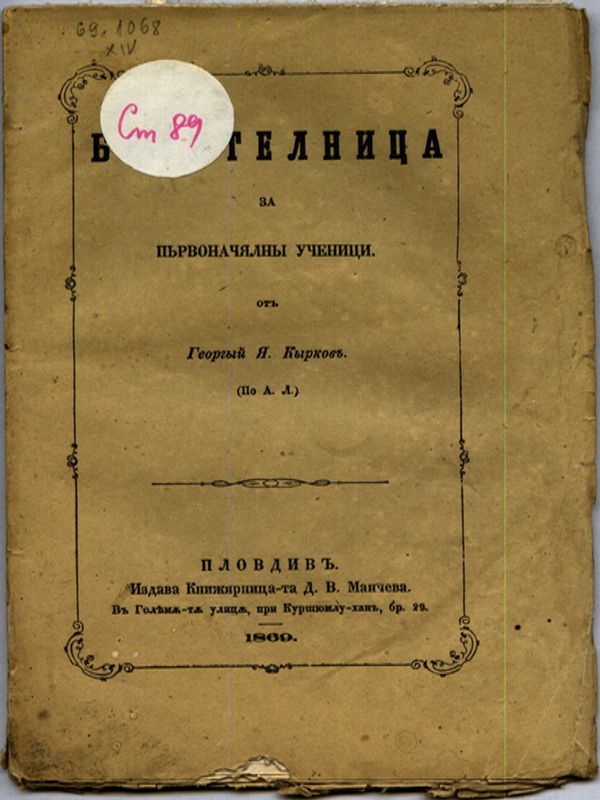 69.1068
XIV
Ст 89
Б ТЕЛНИЦА
ЗА
ПЬРВОНАЧЯЛНЫ УЧЕНИЦИ.
отъ
Георгый Я. Кырковъ.
(По А. Л.)
ПЛОВДИВЪ.
Издава Книжярница-та Д. В. Манчева.
Въ Голѣмѫ-тѫ улицѫ, при Куршюмлу-ханъ, бр. 29.
1869.